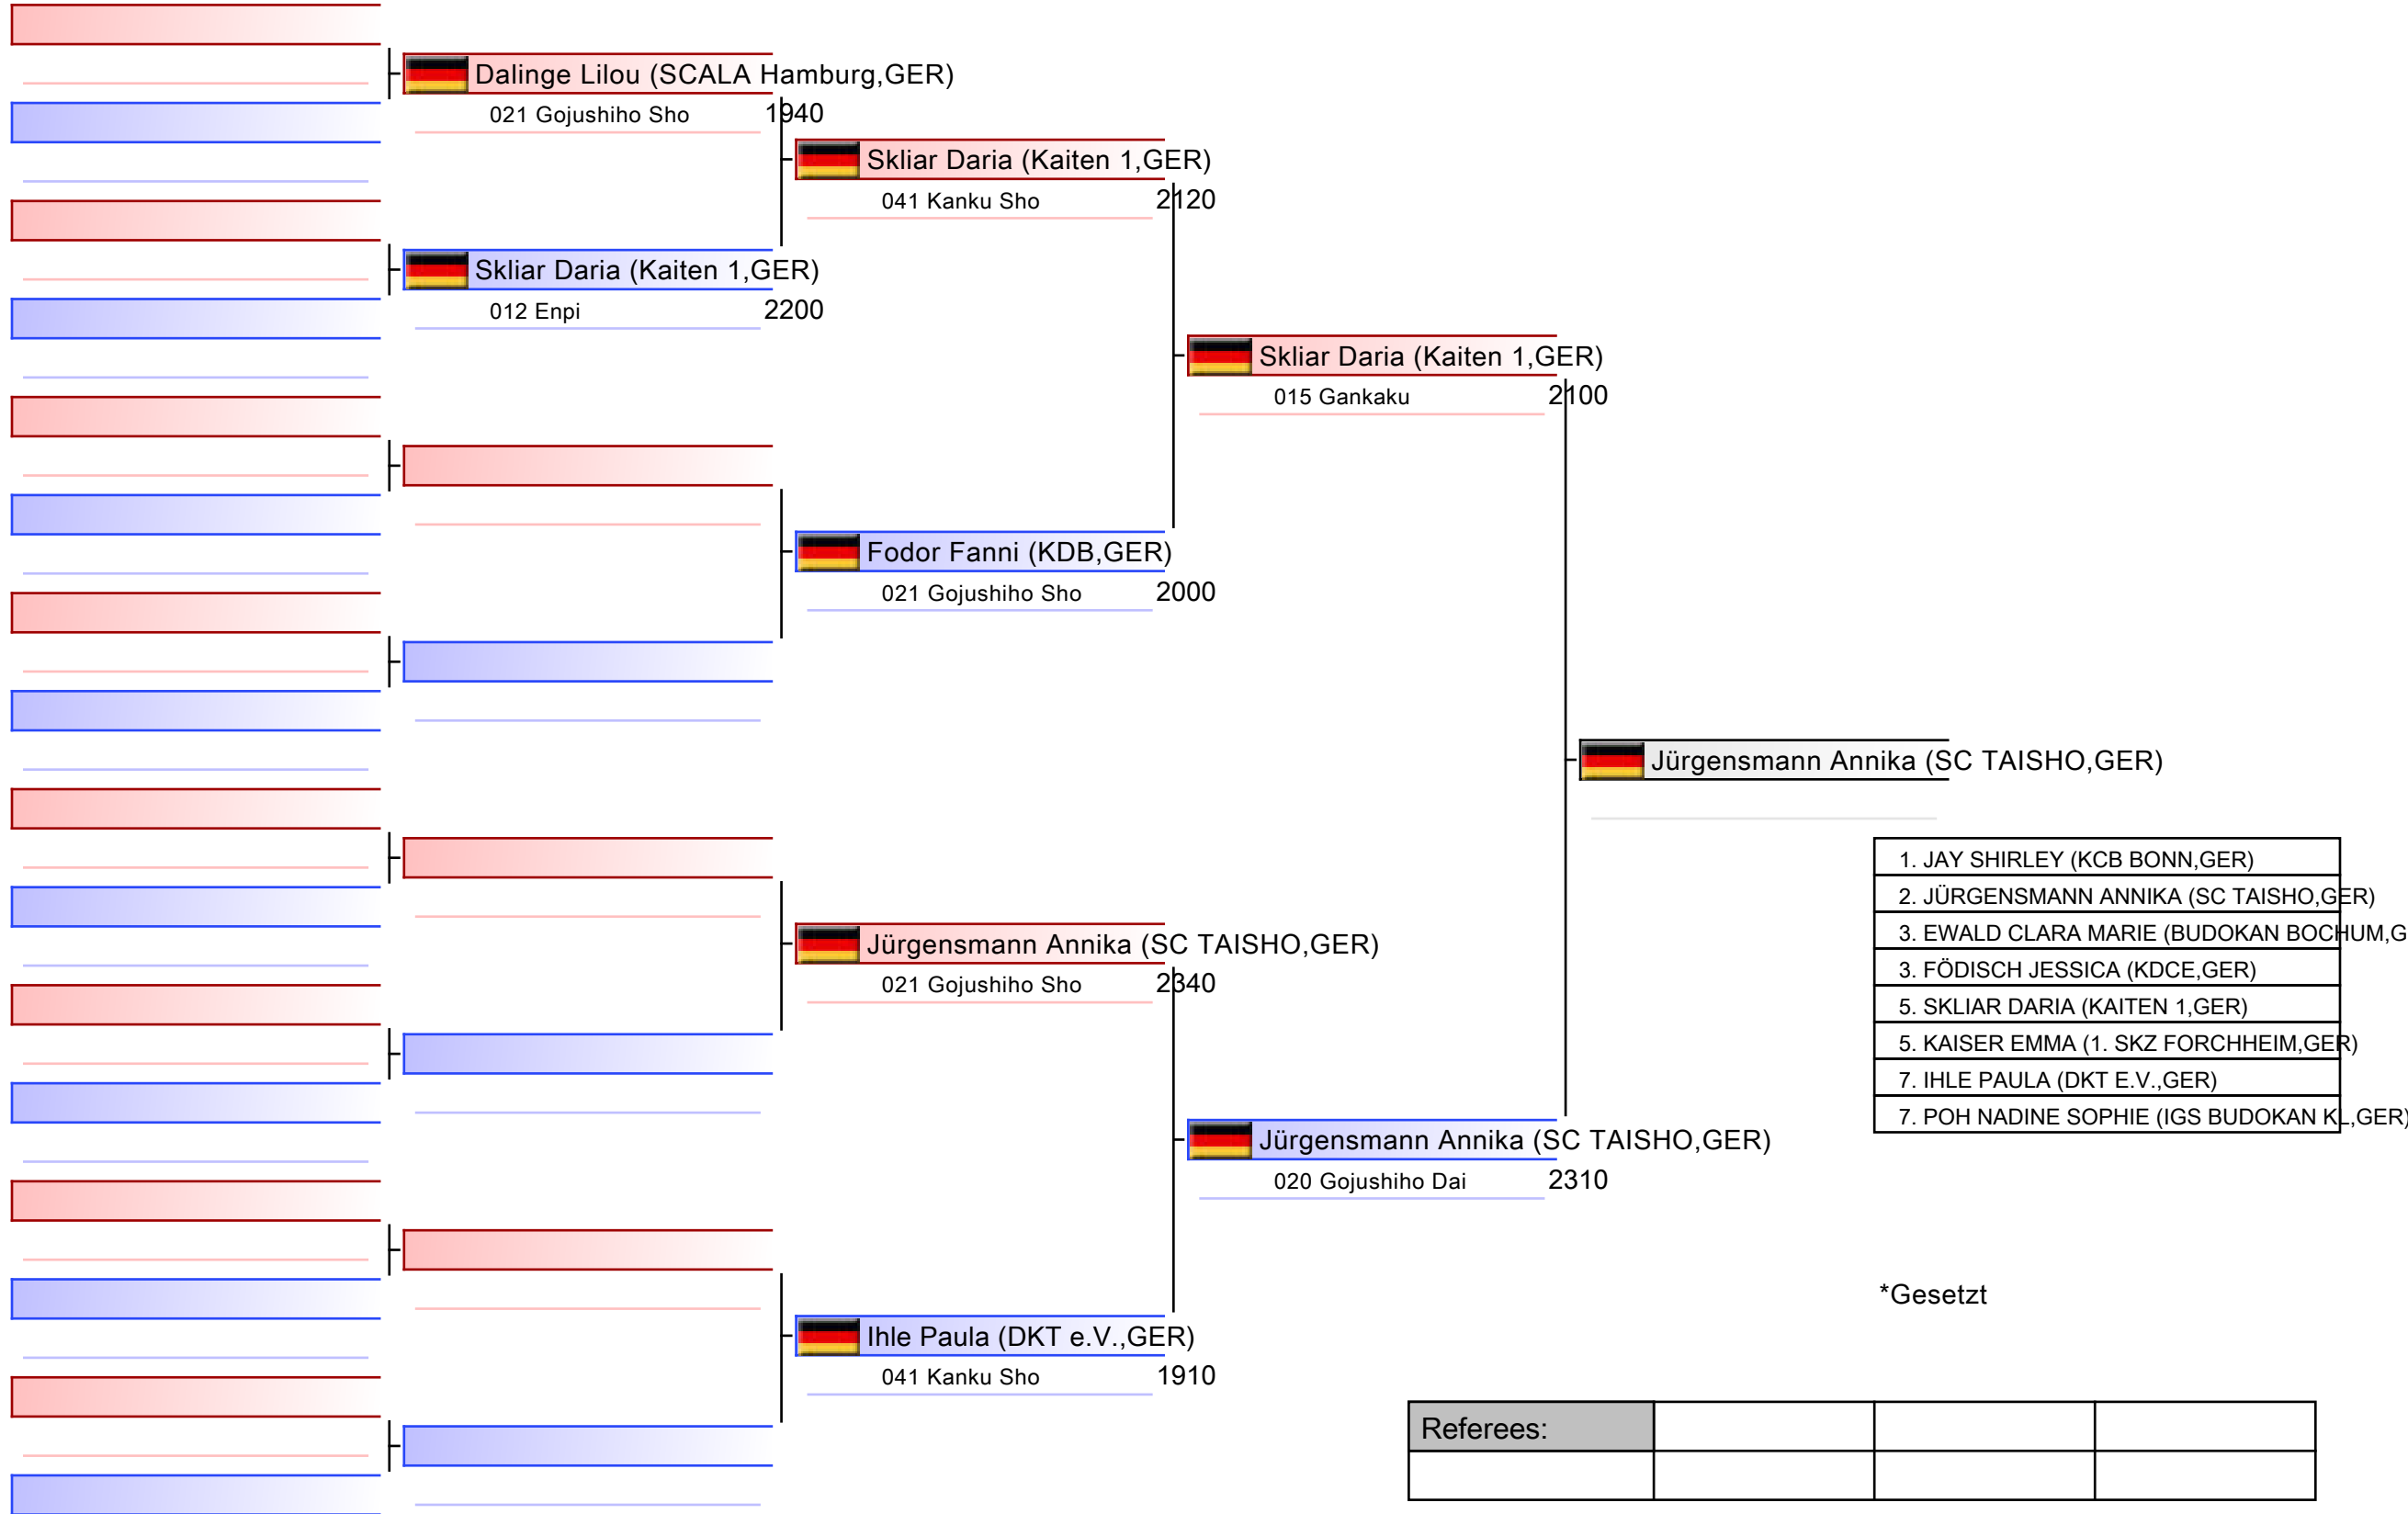 Dalinge Lilou (SCALA Hamburg,GER)
021 Gojushiho Sho 1940
Skliar Daria (Kaiten 1,GER)
041 Kanku Sho 2120
Skliar Daria (Kaiten 1,GER)
012 Enpi 2200
Skliar Daria (Kaiten 1,GER)
015 Gankaku 2100
Fodor Fanni (KDB,GER)
021 Gojushiho Sho 2000
Jürgensmann Annika (SC TAISHO,GER)
1. JAY SHIRLEY (KCB BONN,GER)
2. JÜRGENSMANN ANNIKA (SC TAISHO,GER)
3. EWALD CLARA MARIE (BUDOKAN BOCHUM,G
3. FÖDISCH JESSICA (KDCE,GER)
5. SKLIAR DARIA (KAITEN 1,GER)
5. KAISER EMMA (1. SKZ FORCHHEIM,GER)
7. IHLE PAULA (DKT E.V.,GER)
7. POH NADINE SOPHIE (IGS BUDOKAN KL,GER)
Jürgensmann Annika (SC TAISHO,GER)
021 Gojushiho Sho 2340
Jürgensmann Annika (SC TAISHO,GER)
020 Gojushiho Dai 2310
*Gesetzt
Ihle Paula (DKT e.V.,GER)
041 Kanku Sho 1910
Referees: